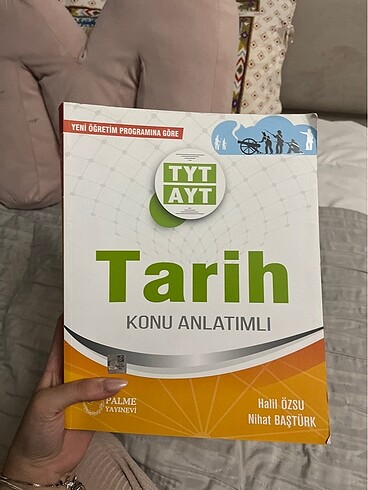 YENİ ÖĞRETİM PROGRAMINA GÖRE
TYT
AYT
Tarih
KONU ANLATIMLI
PALME
YAYINEVİ
Halil ÖZSU
Nihat BAŞTÜRK